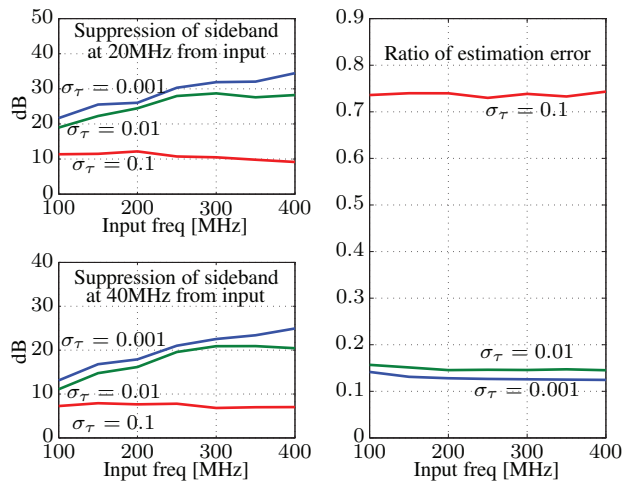 Suppression of sideband
at 20MHz from input
50
40
30
20
10
0
dB
σ_τ = 0.001
σ_τ = 0.01
σ_τ = 0.1
100 200 300 400
Input freq [MHz]
Suppression of sideband
at 40MHz from input
40
30
20
10
0
dB
σ_τ = 0.001
σ_τ = 0.01
σ_τ = 0.1
100 200 300 400
Input freq [MHz]
Ratio of estimation error
0.9
0.8
0.7
0.6
0.5
0.4
0.3
0.2
0.1
0
σ_τ = 0.1
σ_τ = 0.01
σ_τ = 0.001
100 200 300 400
Input freq [MHz]